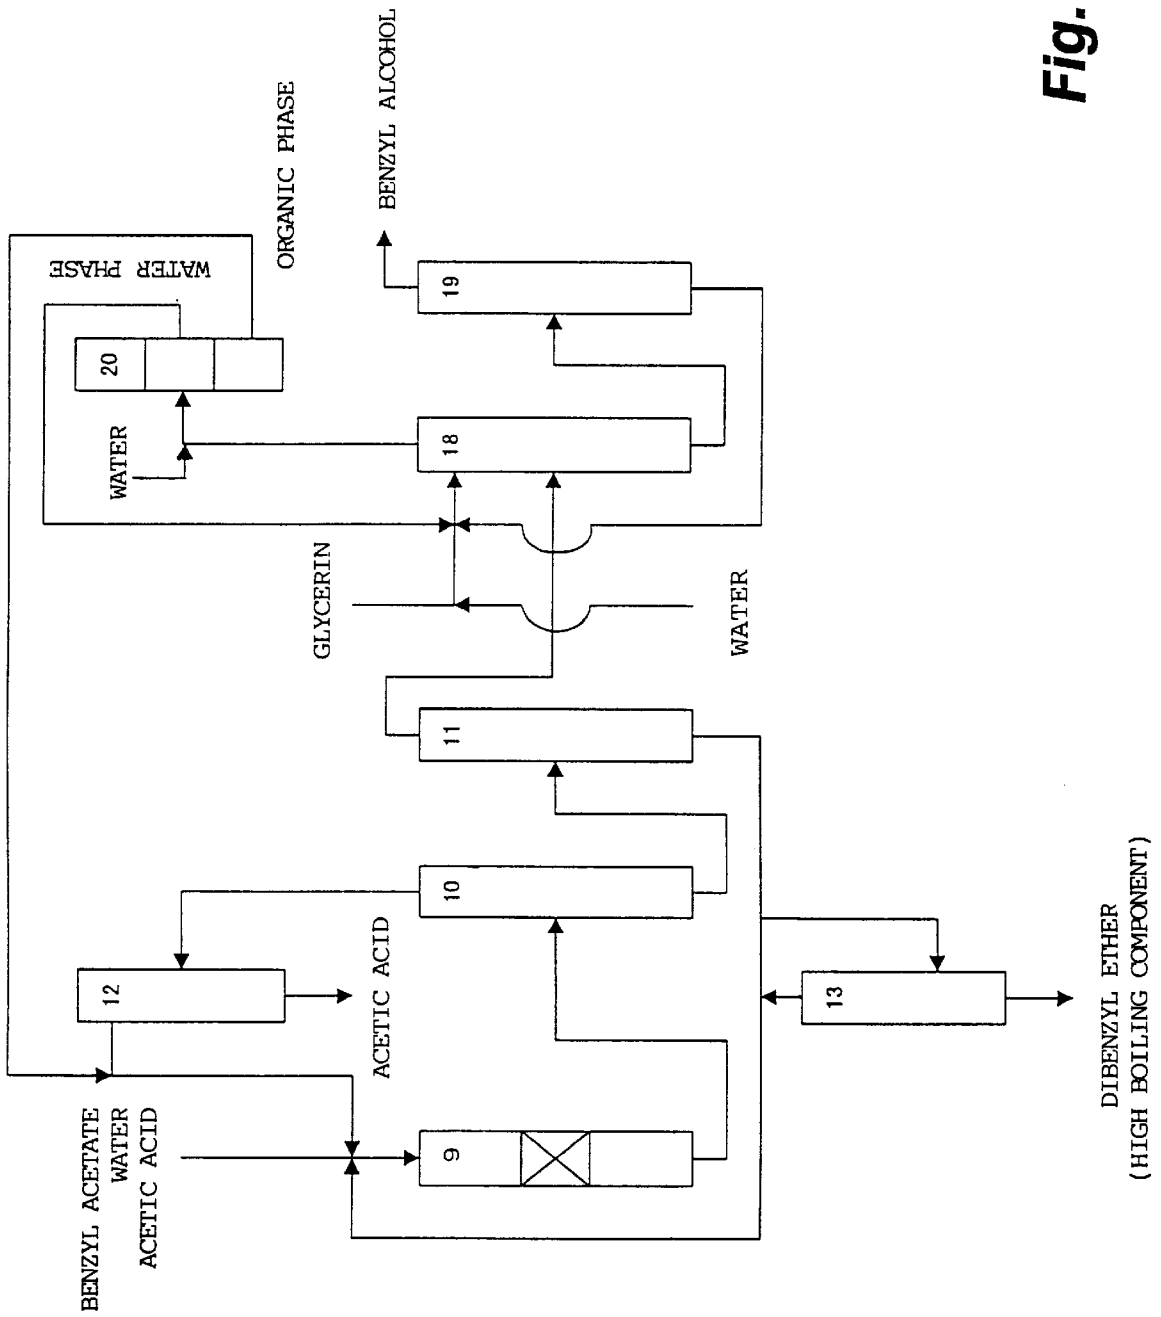 BENZYL ACETATE
WATER
ACETIC ACID
9
12
ACETIC ACID
10
11
13
DIBENZYL ETHER
(HIGH BOILING COMPONENT)
GLYCERIN
WATER
WATER
18
20
WATER PHASE
ORGANIC PHASE
19
BENZYL ALCOHOL
Fig.